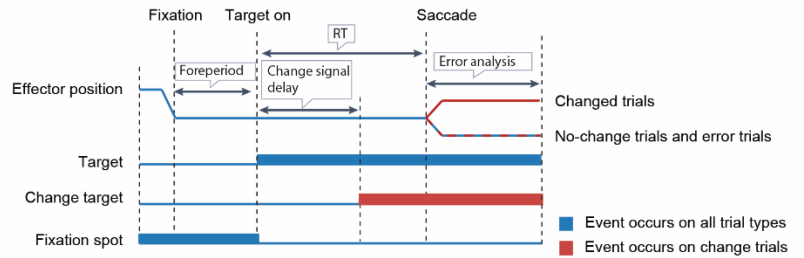 Fixation
Target on
Saccade
RT
Foreperiod
Change signal
delay
Error analysis
Effector position
Changed trials
No-change trials and error trials
Target
Change target
Fixation spot
Event occurs on all trial types
Event occurs on change trials